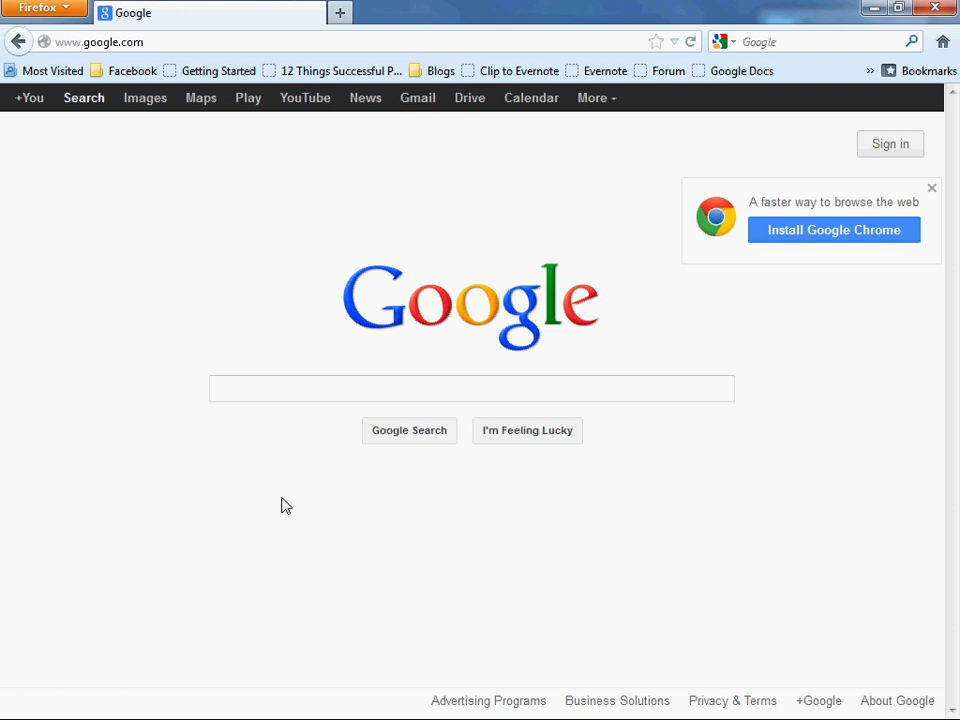 Firefox
Google
www.google.com
Google
Most Visited Facebook Getting Started 12 Things Successful P... Blogs Clip to Evernote Evernote Forum Google Docs » Bookmarks
+You Search Images Maps Play YouTube News Gmail Drive Calendar More
Sign in
A faster way to browse the web
Install Google Chrome
Google
Google Search I'm Feeling Lucky
Advertising Programs Business Solutions Privacy & Terms +Google About Google